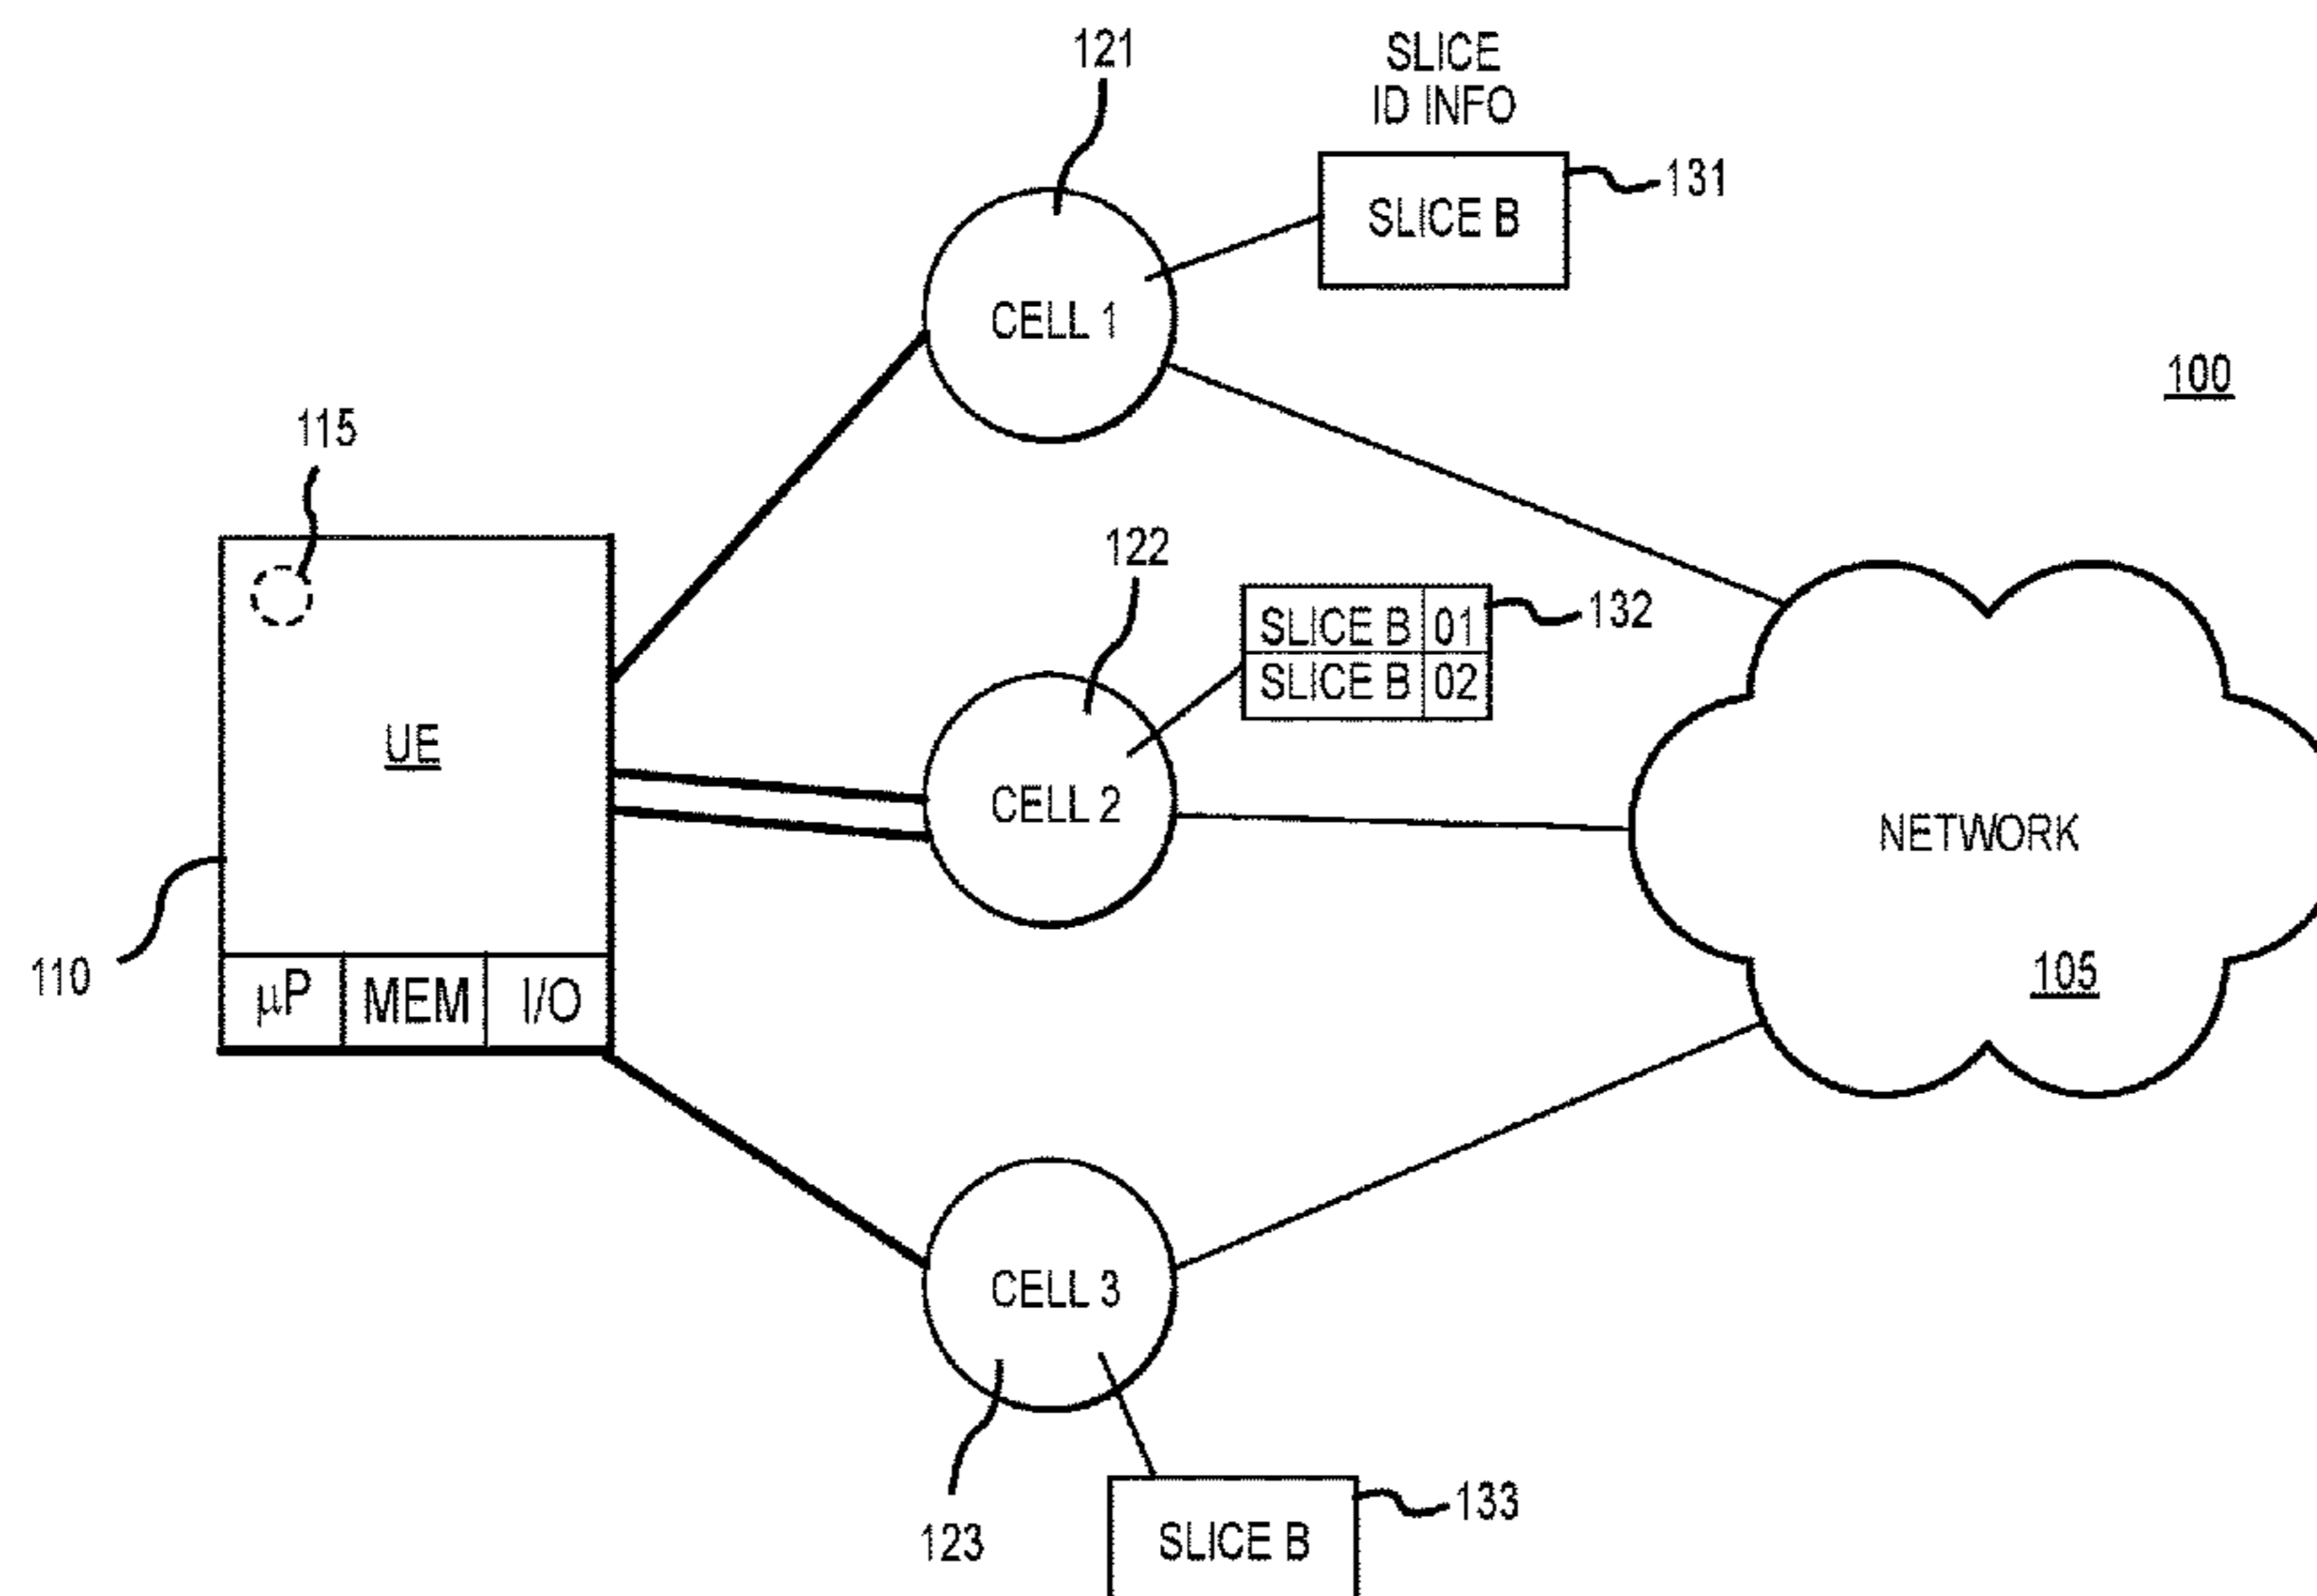 121
SLICE
ID INFO
SLICE B
131
CELL 1
100
115
122
SLICE B 01
SLICE B 02
132
UE
CELL 2
NETWORK
110
µP MEM I/O
105
CELL 3
123
SLICE B
133